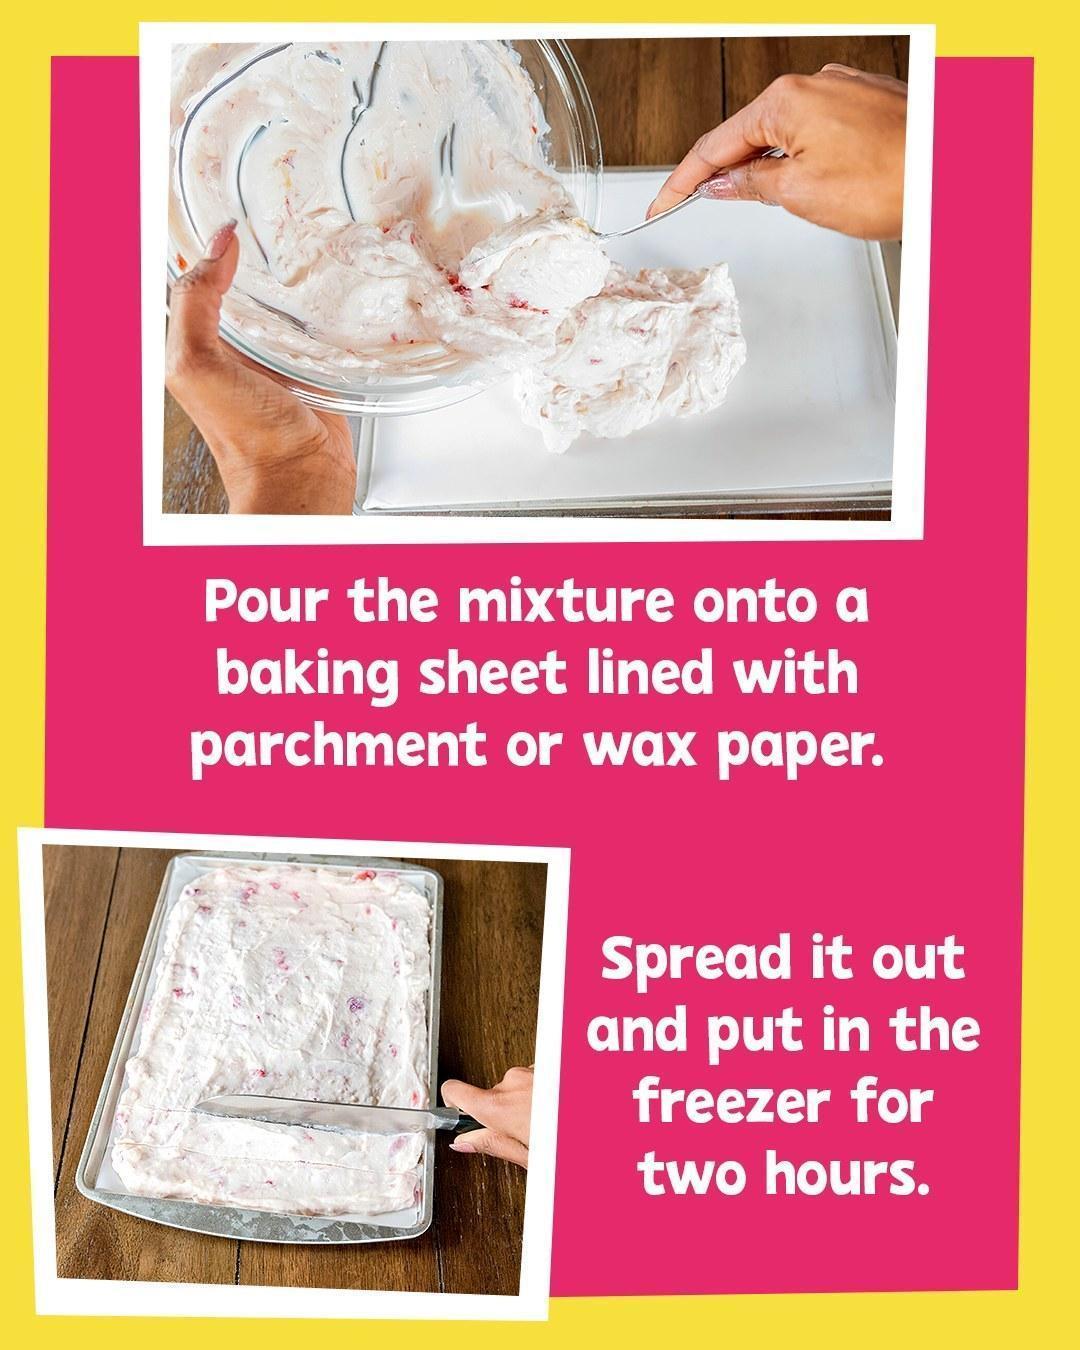 Pour the mixture onto a
baking sheet lined with
parchment or wax paper.
Spread it out
and put in the
freezer for
two hours.